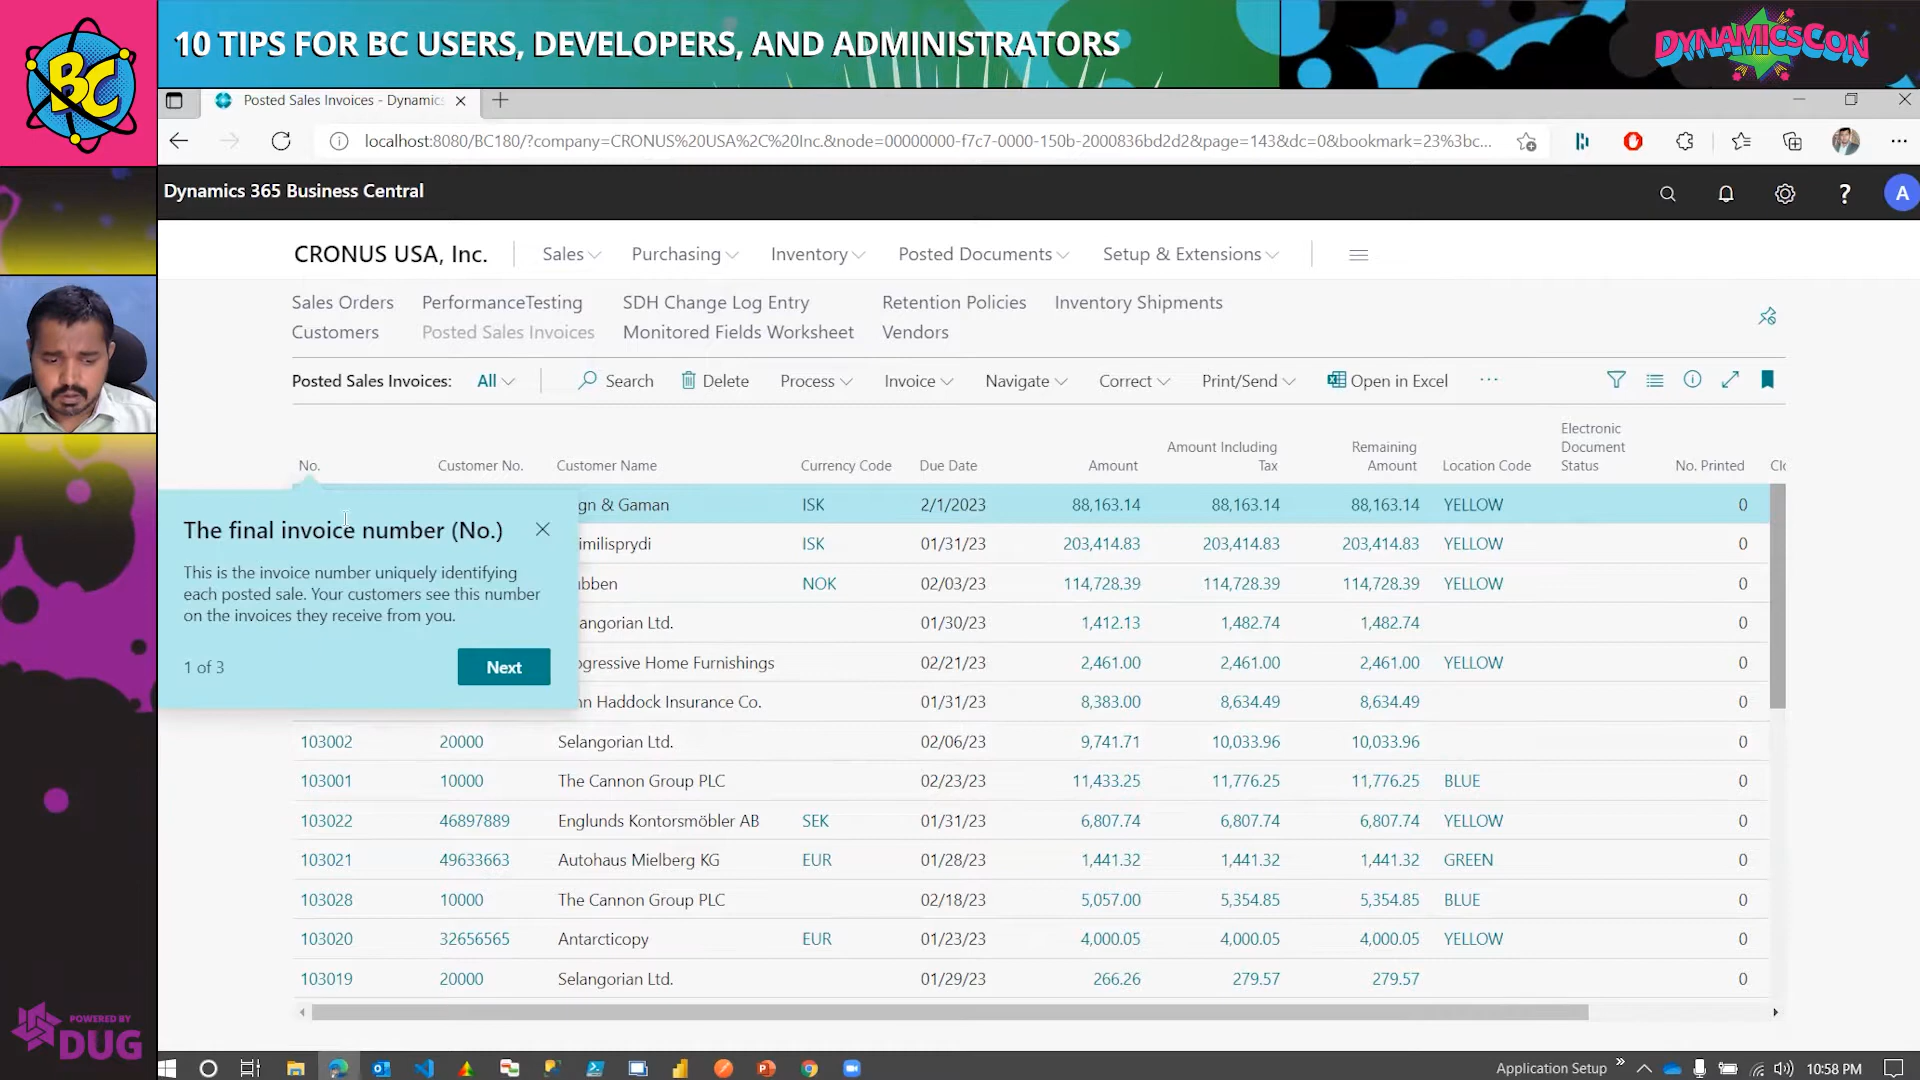 10 TIPS FOR BC USERS, DEVELOPERS, AND ADMINISTRATORS
DYNAMICSCON
BC
Posted Sales Invoices - Dynamics
localhost:8080/BC180/?company=CRONUS%20USA%2C%20Inc.&node=00000000-f7c7-0000-150b-2000836bd2d2&page=143&dc=0&bookmark=23%3bc...
Dynamics 365 Business Central
A
CRONUS USA, Inc. Sales Purchasing Inventory Posted Documents Setup & Extensions
Sales Orders PerformanceTesting SDH Change Log Entry Retention Policies Inventory Shipments
Customers Posted Sales Invoices Monitored Fields Worksheet Vendors
Posted Sales Invoices: All Search Delete Process Invoice Navigate Correct Print/Send Open in Excel ...
No. Customer No. Customer Name Currency Code Due Date Amount Amount Including Tax Remaining Amount Location Code Electronic Document Status No. Printed
gn & Gaman ISK 2/1/2023 88,163.14 88,163.14 88,163.14 YELLOW 0
imilisprydi ISK 01/31/23 203,414.83 203,414.83 203,414.83 YELLOW 0
ubben NOK 02/03/23 114,728.39 114,728.39 114,728.39 YELLOW 0
angorian Ltd. 01/30/23 1,412.13 1,482.74 1,482.74 0
ogressive Home Furnishings 02/21/23 2,461.00 2,461.00 2,461.00 YELLOW 0
nn Haddock Insurance Co. 01/31/23 8,383.00 8,634.49 8,634.49 0
The final invoice number (No.)
This is the invoice number uniquely identifying
each posted sale. Your customers see this number
on the invoices they receive from you.
1 of 3 Next
103002 20000 Selangorian Ltd. 02/06/23 9,741.71 10,033.96 10,033.96 0
103001 10000 The Cannon Group PLC 02/23/23 11,433.25 11,776.25 11,776.25 BLUE 0
103022 46897889 Englunds Kontorsmöbler AB SEK 01/31/23 6,807.74 6,807.74 6,807.74 YELLOW 0
103021 49633663 Autohaus Mielberg KG EUR 01/28/23 1,441.32 1,441.32 1,441.32 GREEN 0
103028 10000 The Cannon Group PLC 02/18/23 5,057.00 5,354.85 5,354.85 BLUE 0
103020 32656565 Antarcticopy EUR 01/23/23 4,000.05 4,000.05 4,000.05 YELLOW 0
103019 20000 Selangorian Ltd. 01/29/23 266.26 279.57 279.57 0
POWERED BY
DUG
Application Setup 10:58 PM